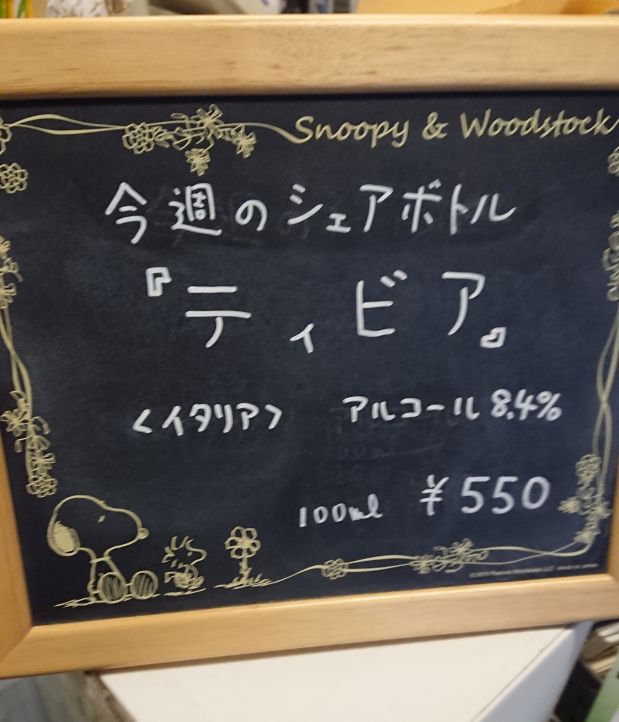 Snoopy & Woodstock
今週のシェアボトル
『ティビア』
<イタリア> アルコール 8.4%
100ml ¥550